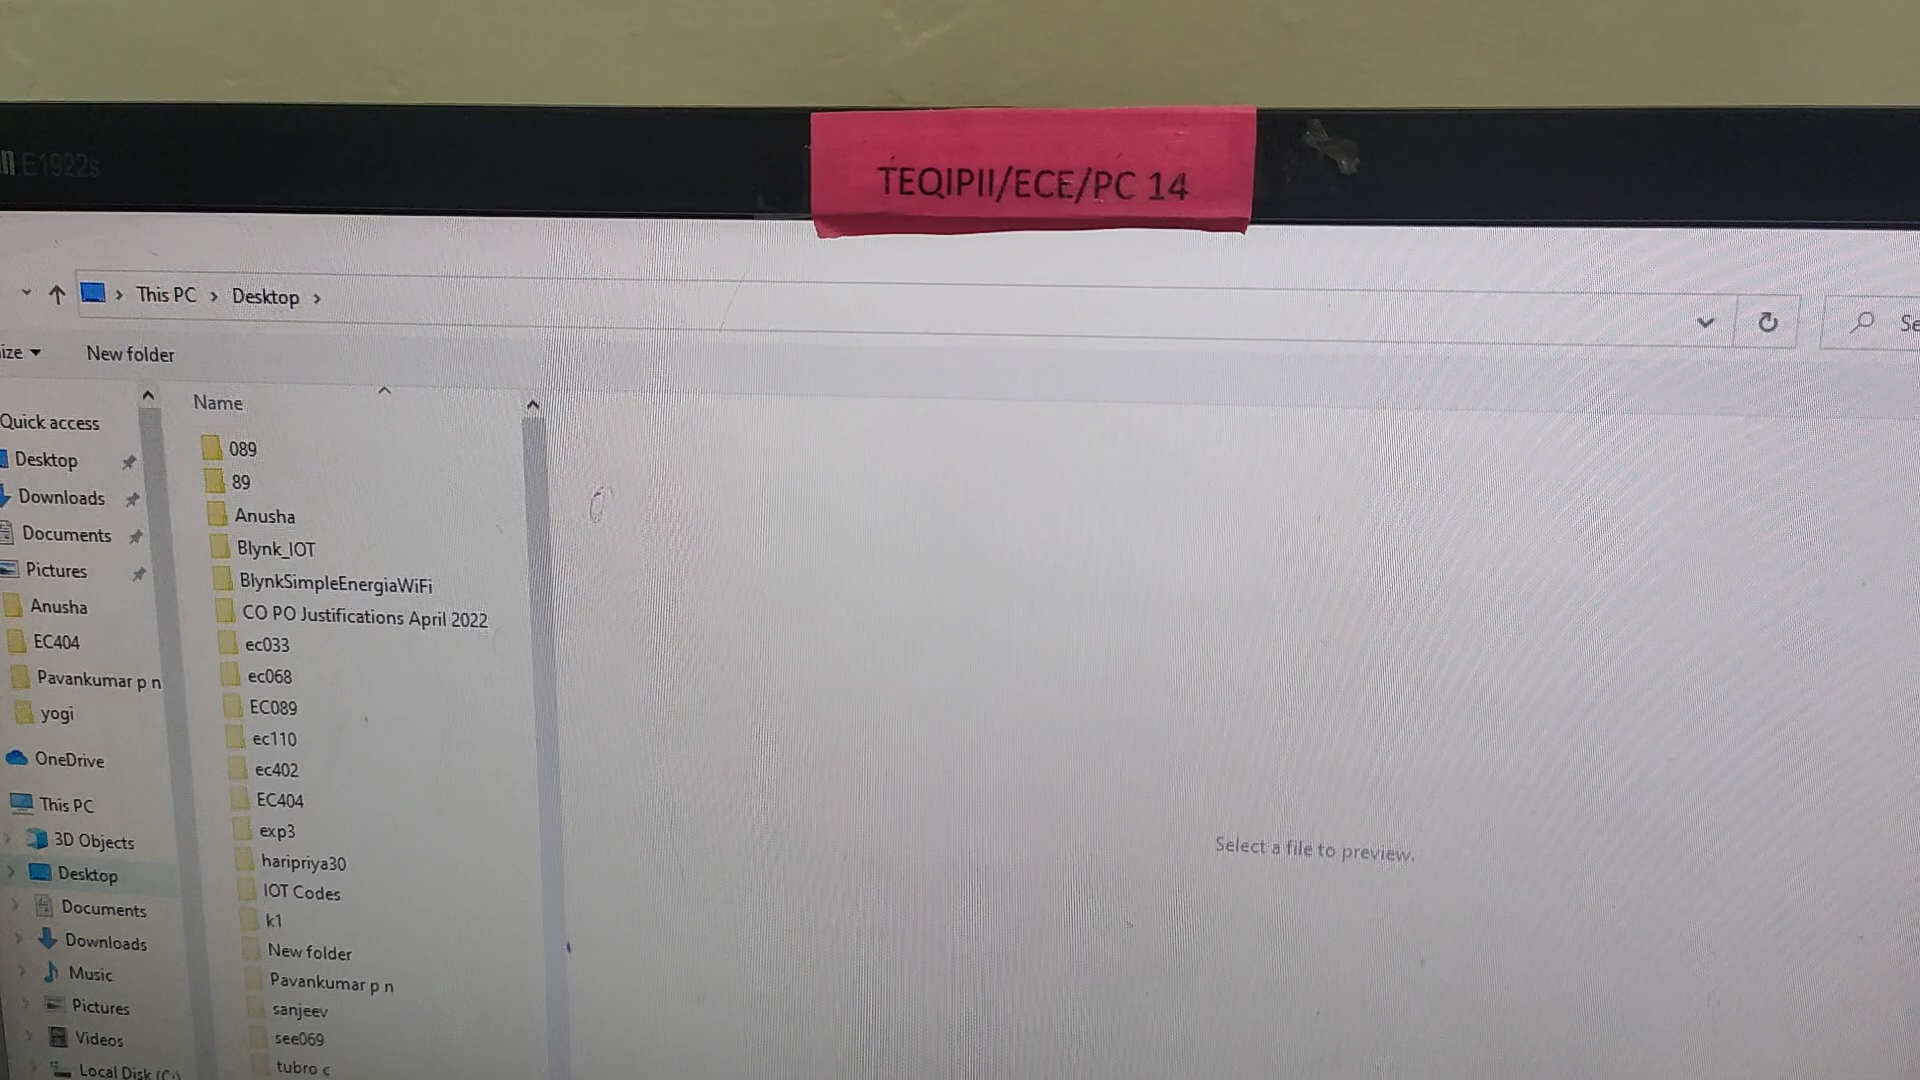 E1922s
TEQIPII/ECE/PC 14
This PC > Desktop >
New folder
Name
Quick access
Desktop
Downloads
Documents
Pictures
Anusha
EC404
Pavankumar p n
yogi
OneDrive
This PC
3D Objects
Desktop
Documents
Downloads
Music
Pictures
Videos
Local Disk (C:)
089
89
Anusha
Blynk_IOT
BlynkSimpleEnergiaWiFi
CO PO Justifications April 2022
ec033
ec068
EC089
ec110
ec402
EC404
exp3
haripriya30
IOT Codes
k1
New folder
Pavankumar p n
sanjeev
see069
tubro c
Select a file to preview.